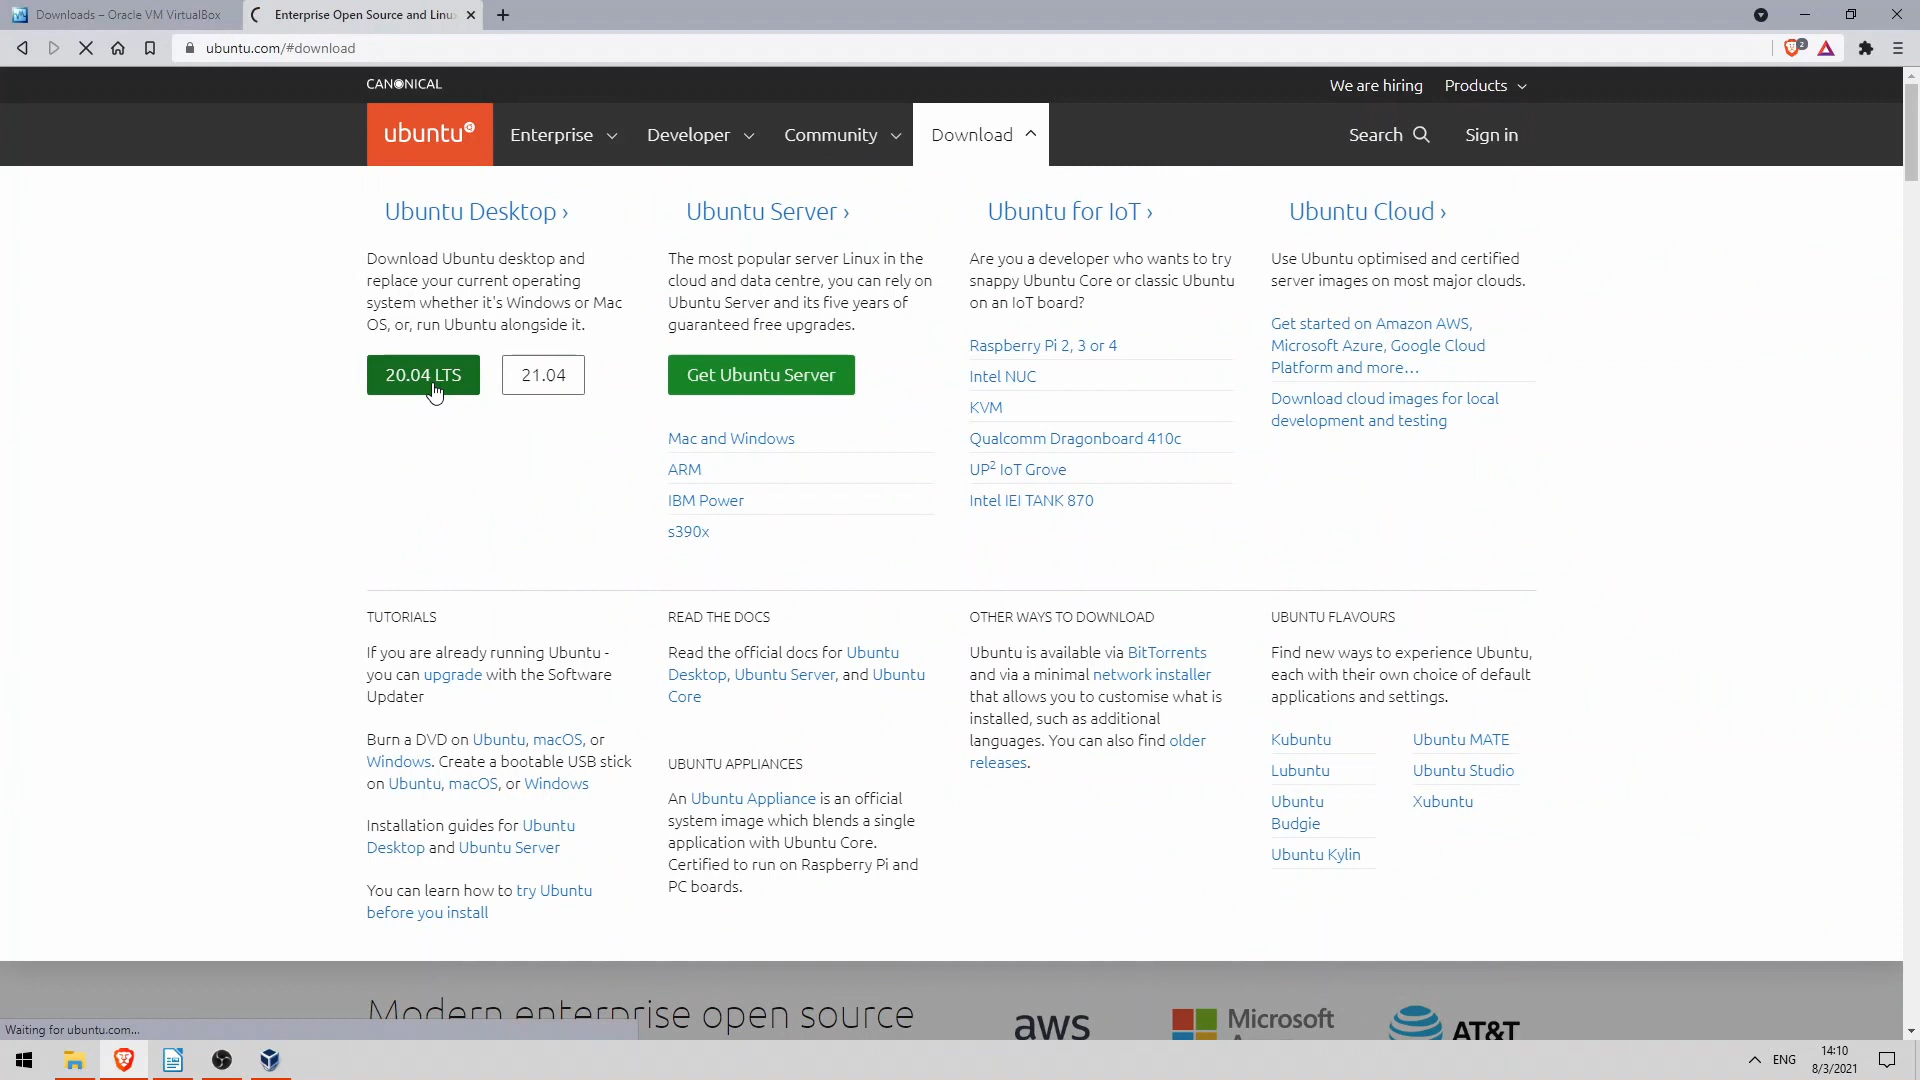 Downloads – Oracle VM VirtualBox
Enterprise Open Source and Linu
ubuntu.com/#download
2
CANONICAL
We are hiring
Products
ubuntu
Enterprise
Developer
Community
Download
Search
Sign in
Ubuntu Desktop ›
Download Ubuntu desktop and
replace your current operating
system whether it's Windows or Mac
OS, or, run Ubuntu alongside it.
20.04 LTS
21.04
Ubuntu Server ›
The most popular server Linux in the
cloud and data centre, you can rely on
Ubuntu Server and its five years of
guaranteed free upgrades.
Get Ubuntu Server
Mac and Windows
ARM
IBM Power
s390x
Ubuntu for IoT ›
Are you a developer who wants to try
snappy Ubuntu Core or classic Ubuntu
on an IoT board?
Raspberry Pi 2, 3 or 4
Intel NUC
KVM
Qualcomm Dragonboard 410c
UP² IoT Grove
Intel IEI TANK 870
Ubuntu Cloud ›
Use Ubuntu optimised and certified
server images on most major clouds.
Get started on Amazon AWS,
Microsoft Azure, Google Cloud
Platform and more…
Download cloud images for local
development and testing
TUTORIALS
If you are already running Ubuntu -
you can upgrade with the Software
Updater
Burn a DVD on Ubuntu, macOS, or
Windows. Create a bootable USB stick
on Ubuntu, macOS, or Windows
Installation guides for Ubuntu
Desktop and Ubuntu Server
You can learn how to try Ubuntu
before you install
READ THE DOCS
Read the official docs for Ubuntu
Desktop, Ubuntu Server, and Ubuntu
Core
UBUNTU APPLIANCES
An Ubuntu Appliance is an official
system image which blends a single
application with Ubuntu Core.
Certified to run on Raspberry Pi and
PC boards.
OTHER WAYS TO DOWNLOAD
Ubuntu is available via BitTorrents
and via a minimal network installer
that allows you to customise what is
installed, such as additional
languages. You can also find older
releases.
UBUNTU FLAVOURS
Find new ways to experience Ubuntu,
each with their own choice of default
applications and settings.
Kubuntu
Lubuntu
Ubuntu
Budgie
Ubuntu Kylin
Ubuntu MATE
Ubuntu Studio
Xubuntu
Modern enterprise open source
aws
Microsoft
AT&T
Waiting for ubuntu.com...
ENG
14:10
8/3/2021